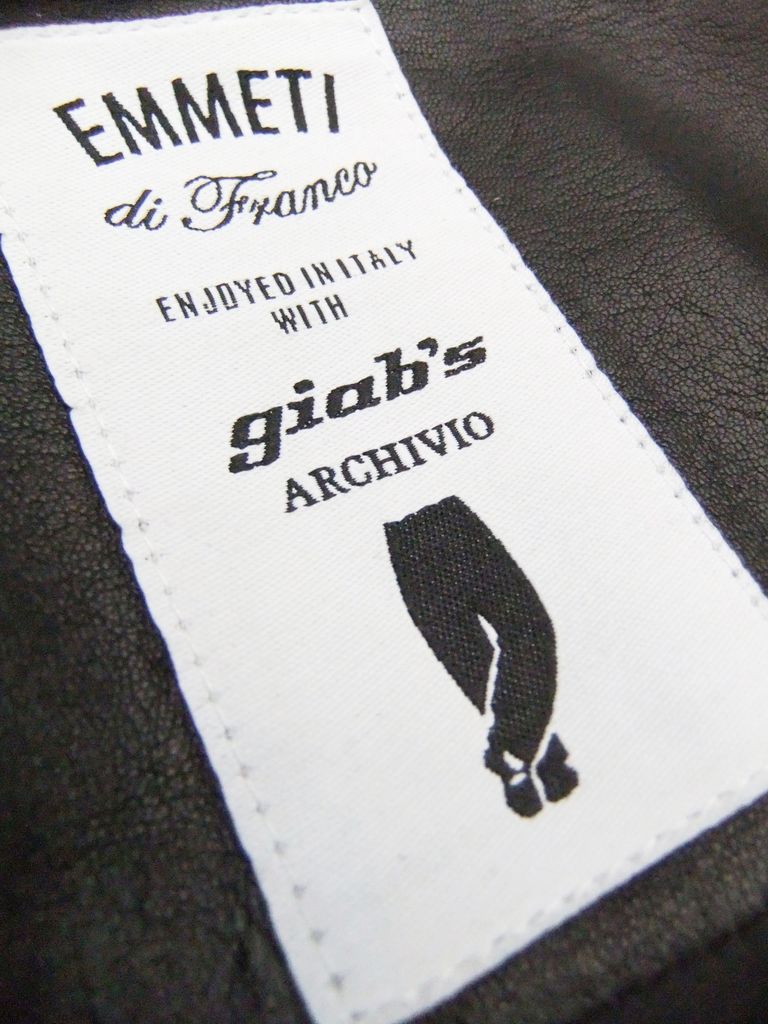 EMMETI
di Franco
ENJOYED IN ITALY
WITH
giab's
ARCHIVIO